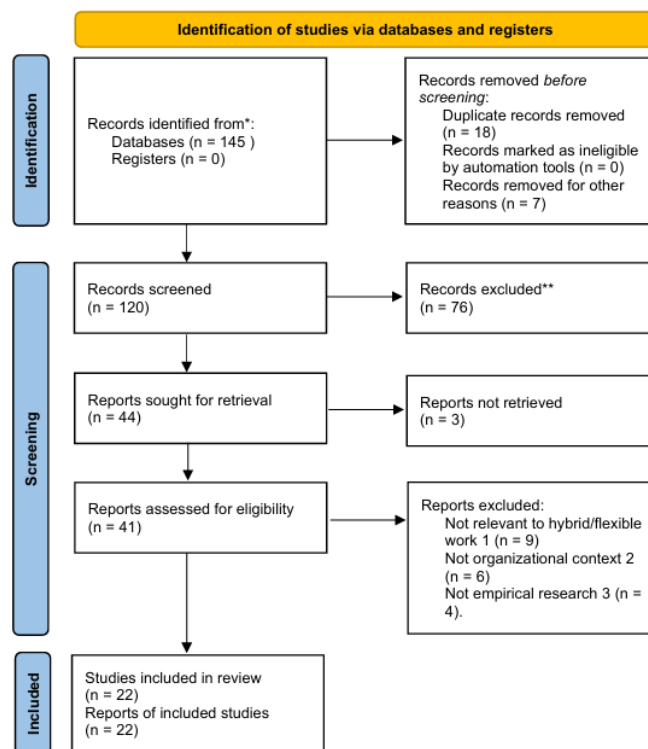 Identification of studies via databases and registers
Identification
Records identified from*:
Databases (n = 145 )
Registers (n = 0)
Records removed before
screening:
Duplicate records removed
(n = 18)
Records marked as ineligible
by automation tools (n = 0)
Records removed for other
reasons (n = 7)
Screening
Records screened
(n = 120)
Records excluded**
(n = 76)
Reports sought for retrieval
(n = 44)
Reports not retrieved
(n = 3)
Reports assessed for eligibility
(n = 41)
Reports excluded:
Not relevant to hybrid/flexible
work 1 (n = 9)
Not organizational context 2
(n = 6)
Not empirical research 3 (n =
4).
Included
Studies included in review
(n = 22)
Reports of included studies
(n = 22)